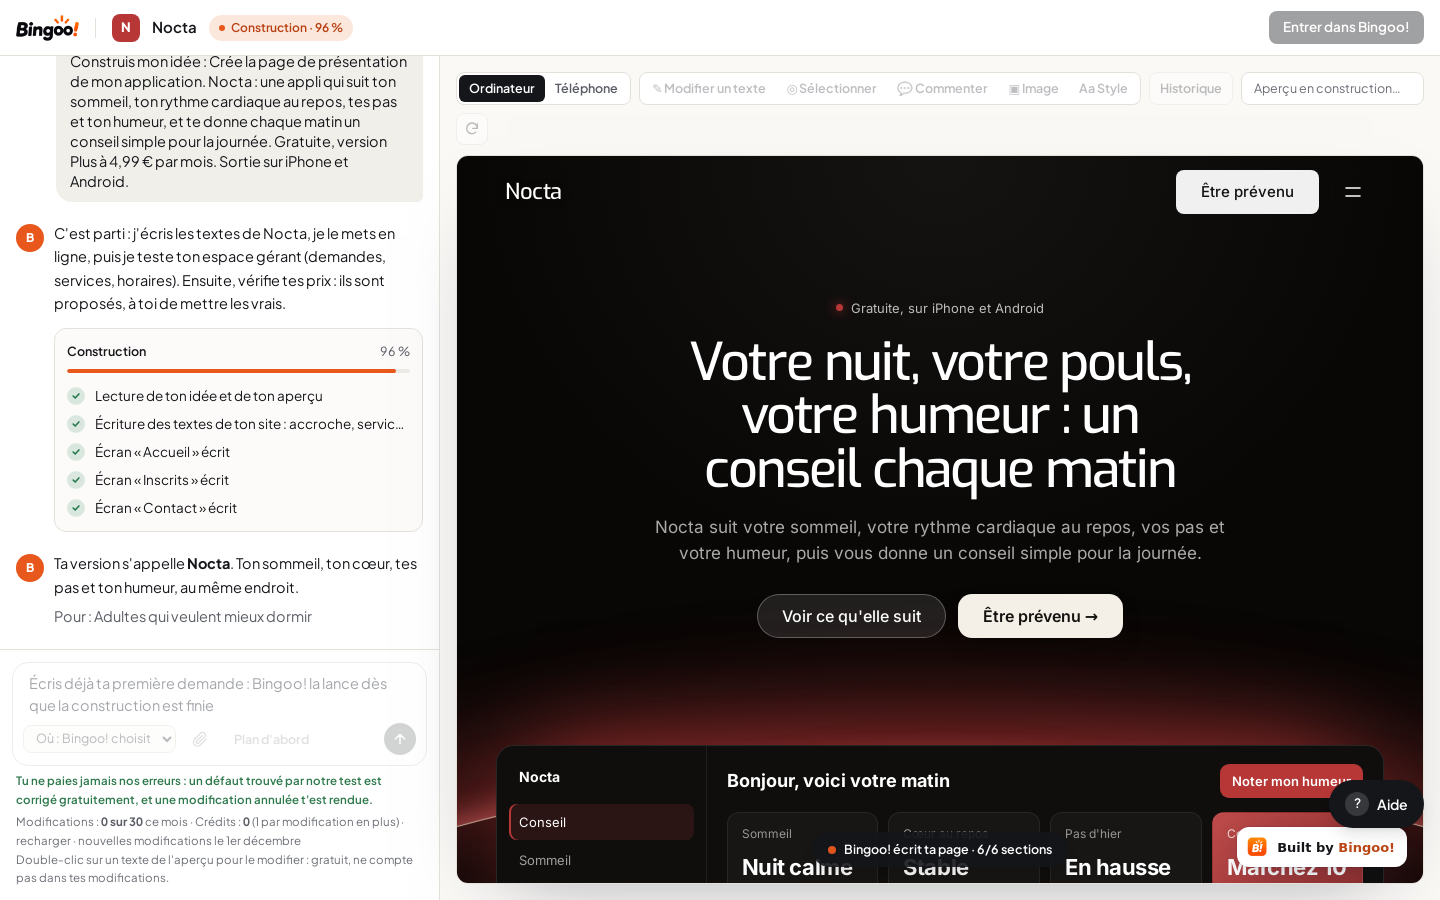 Bingoo!
N
Nocta
Construction · 96 %
Entrer dans Bingoo!
Construis mon idée : Crée la page de présentation
de mon application. Nocta : une appli qui suit ton
sommeil, ton rythme cardiaque au repos, tes pas
et ton humeur, et te donne chaque matin un
conseil simple pour la journée. Gratuite, version
Plus à 4,99 € par mois. Sortie sur iPhone et
Android.
B
C'est parti : j'écris les textes de Nocta, je le mets en
ligne, puis je teste ton espace gérant (demandes,
services, horaires). Ensuite, vérifie tes prix : ils sont
proposés, à toi de mettre les vrais.
Construction
96 %
Lecture de ton idée et de ton aperçu
Écriture des textes de ton site : accroche, servic...
Écran « Accueil » écrit
Écran « Inscrits » écrit
Écran « Contact » écrit
B
Ta version s'appelle Nocta. Ton sommeil, ton cœur, tes
pas et ton humeur, au même endroit.
Pour : Adultes qui veulent mieux dormir
Écris déjà ta première demande : Bingoo! la lance dès
que la construction est finie
Où : Bingoo! choisit
Plan d'abord
Tu ne paies jamais nos erreurs : un défaut trouvé par notre test est
corrigé gratuitement, et une modification annulée t'est rendue.
Modifications : 0 sur 30 ce mois · Crédits : 0 (1 par modification en plus) ·
recharger · nouvelles modifications le 1er décembre
Double-clic sur un texte de l'aperçu pour le modifier : gratuit, ne compte
pas dans tes modifications.
Ordinateur
Téléphone
Modifier un texte
Sélectionner
Commenter
Image
Aa Style
Historique
Aperçu en construction...
Nocta
Être prévenu
Gratuite, sur iPhone et Android
Votre nuit, votre pouls,
votre humeur : un
conseil chaque matin
Nocta suit votre sommeil, votre rythme cardiaque au repos, vos pas et
votre humeur, puis vous donne un conseil simple pour la journée.
Voir ce qu'elle suit
Être prévenu →
Nocta
Conseil
Sommeil
Bonjour, voici votre matin
Noter mon humeur
Sommeil
Nuit calme
Cœur au repos
Stable
Pas d'hier
En hausse
Marchez 10
Bingoo! écrit ta page · 6/6 sections
? Aide
B! Built by Bingoo!